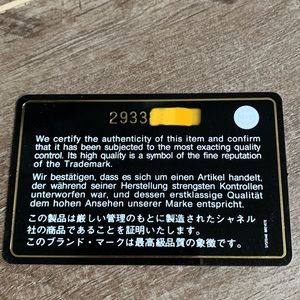 2933
We certify the authenticity of this item and confirm
that it has been subjected to the most exacting quality
control. Its high quality is a symbol of the fine reputation
of the Trademark.
Wir bestätigen, dass es sich um einen Artikel handelt,
der während seiner Herstellung strengsten Kontrollen
unterworfen war, und dessen erstklassige Qualität
dem hohen Ansehen unserer Marke entspricht.
この製品は厳しい管理のもとに製造されたシャネル
社の商品であることを証明いたします。
このブランド・マークは最高級品質の象徴です。